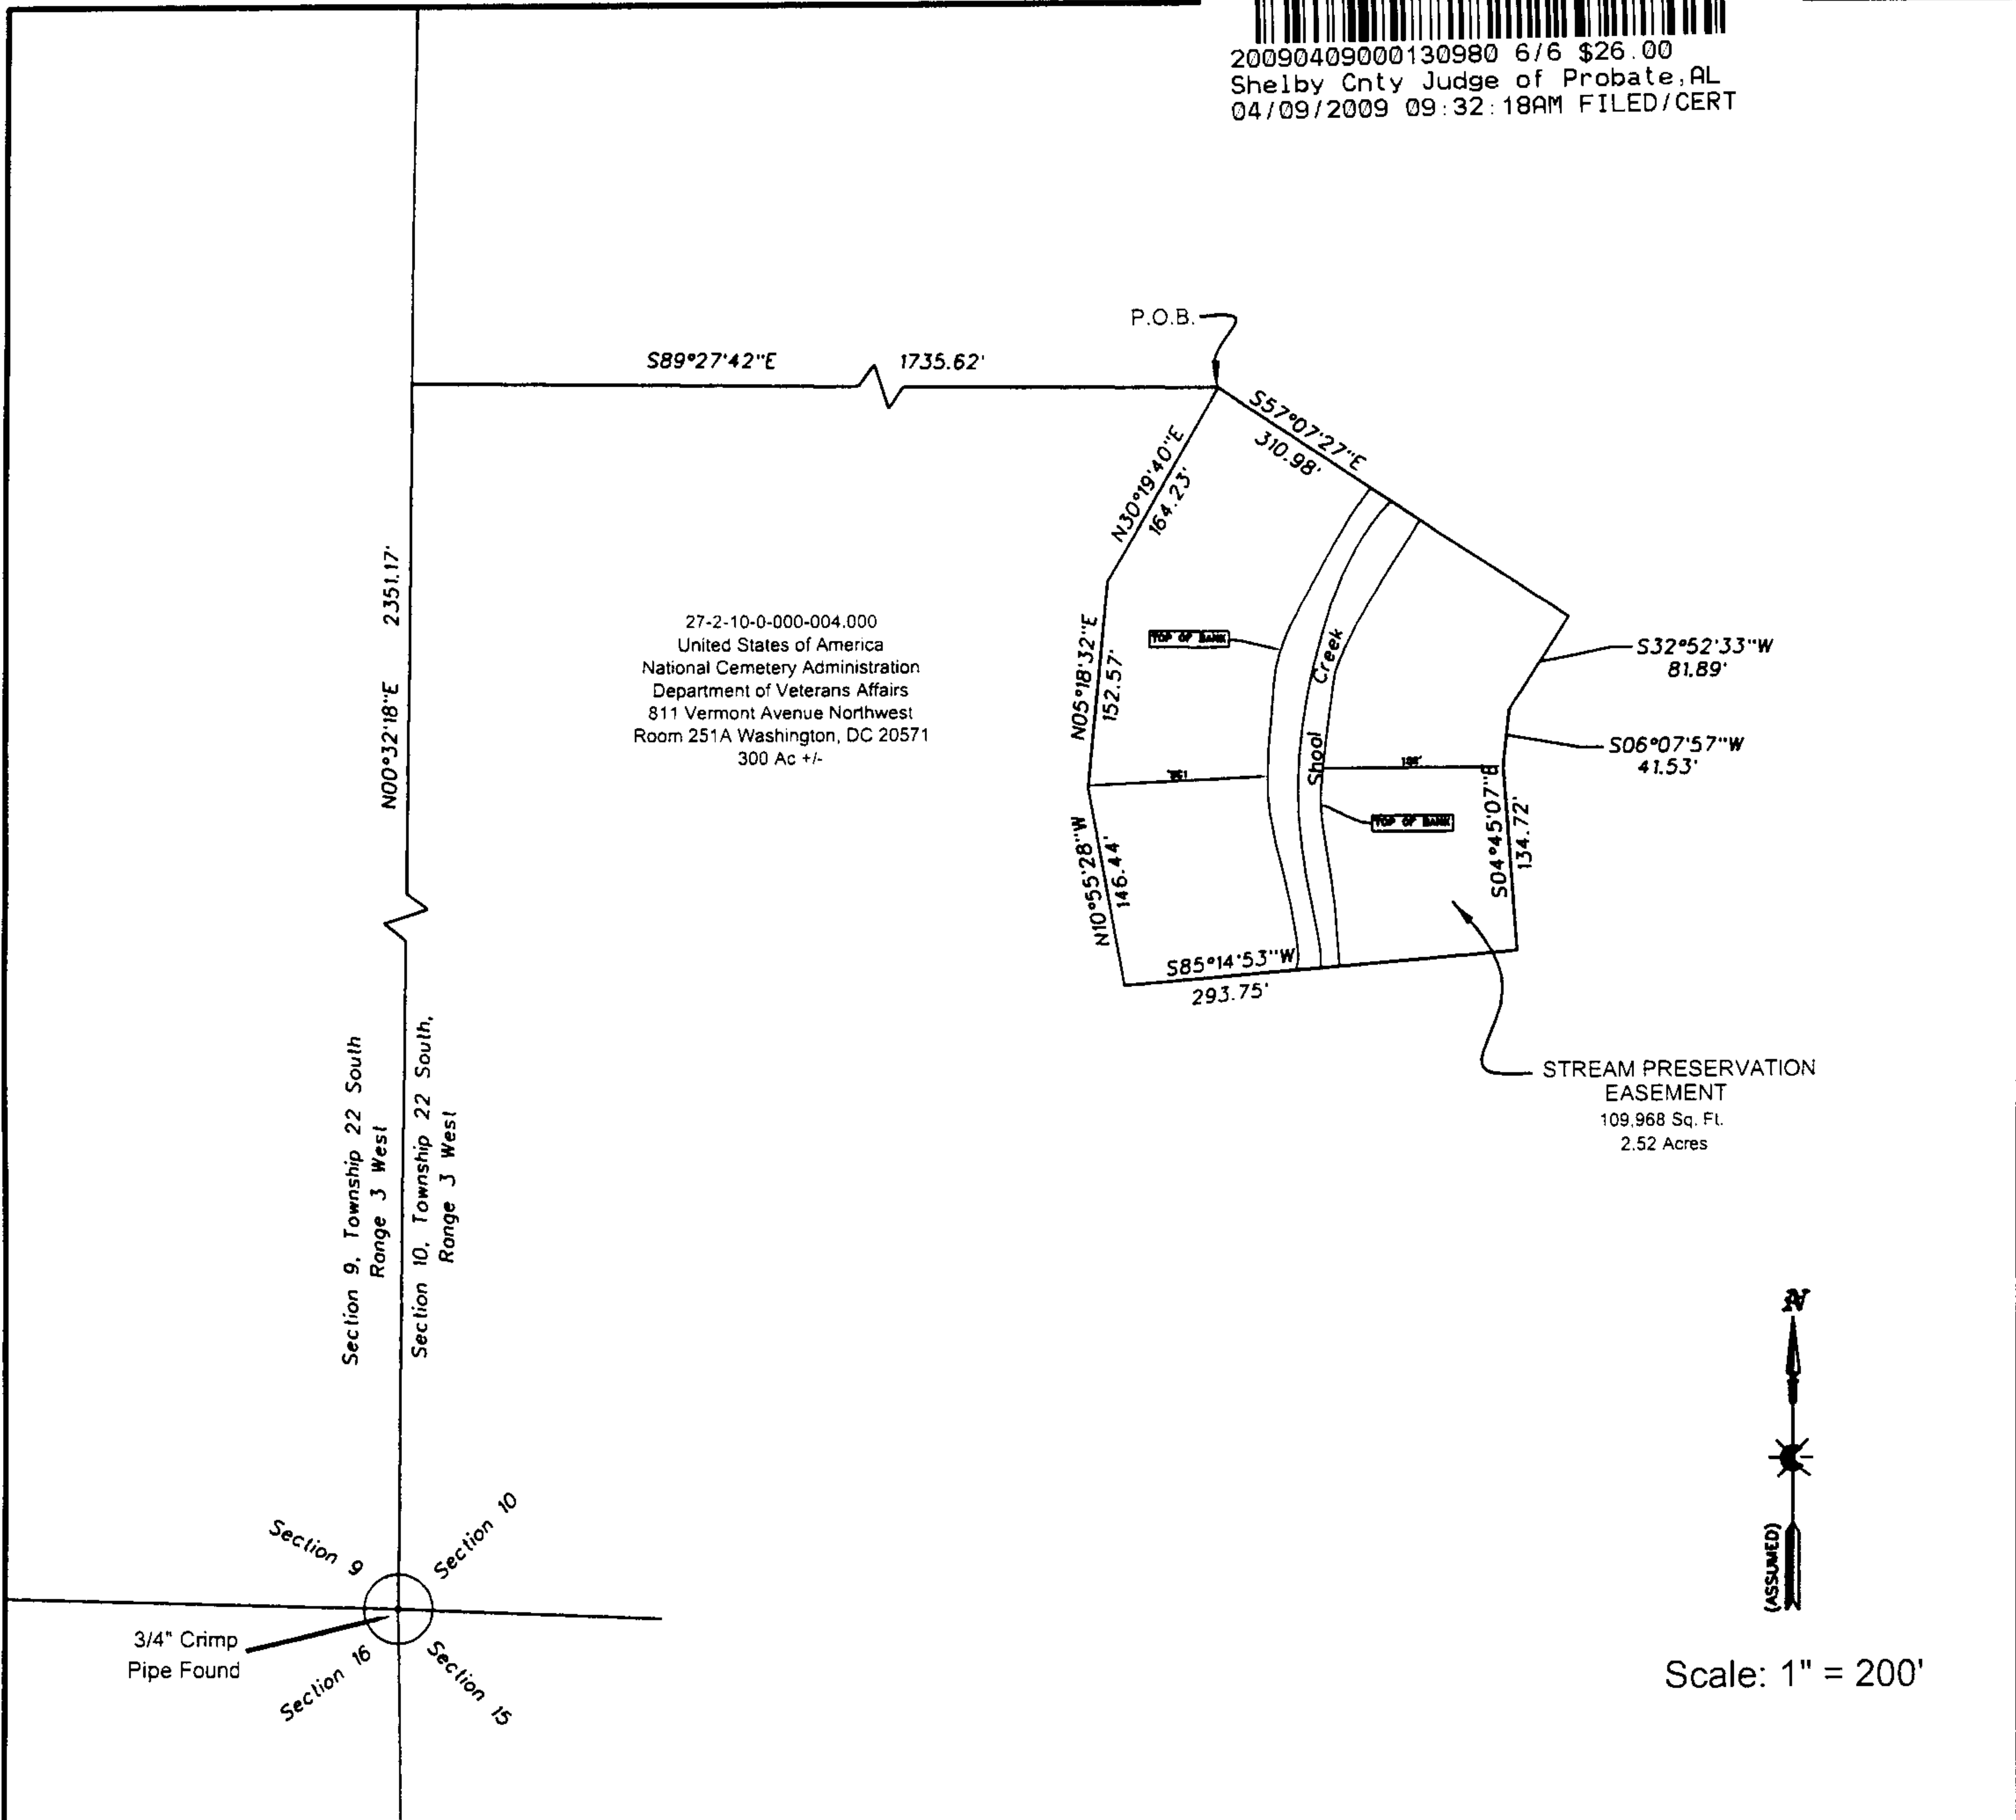 20090409000130980 6/6 $26.00
Shelby Cnty Judge of Probate,AL
04/09/2009 09:32:18AM FILED/CERT
P.O.B.
S89°27'42"E 1735.62'
S57°07'27"E
310.98'
N30°19'40"E
164.23'
N00°32'18"E 2351.17'
27-2-10-0-000-004.000
United States of America
National Cemetery Administration
Department of Veterans Affairs
811 Vermont Avenue Northwest
Room 251A Washington, DC 20571
300 Ac +/-
N05°18'32"E
152.57'
TOP OF BANK
Shoal Creek
S32°52'33"W
81.89'
S06°07'57"W
41.53'
TOP OF BANK
S04°45'07"E
134.72'
N10°55'28"W
146.44'
S85°14'53"W
293.75'
STREAM PRESERVATION
EASEMENT
109,968 Sq. Ft.
2.52 Acres
Section 9, Township 22 South
Range 3 West
Section 10, Township 22 South,
Range 3 West
N
(ASSUMED)
Section 9
Section 10
3/4" Crimp
Pipe Found
Section 16
Section 15
Scale: 1" = 200'